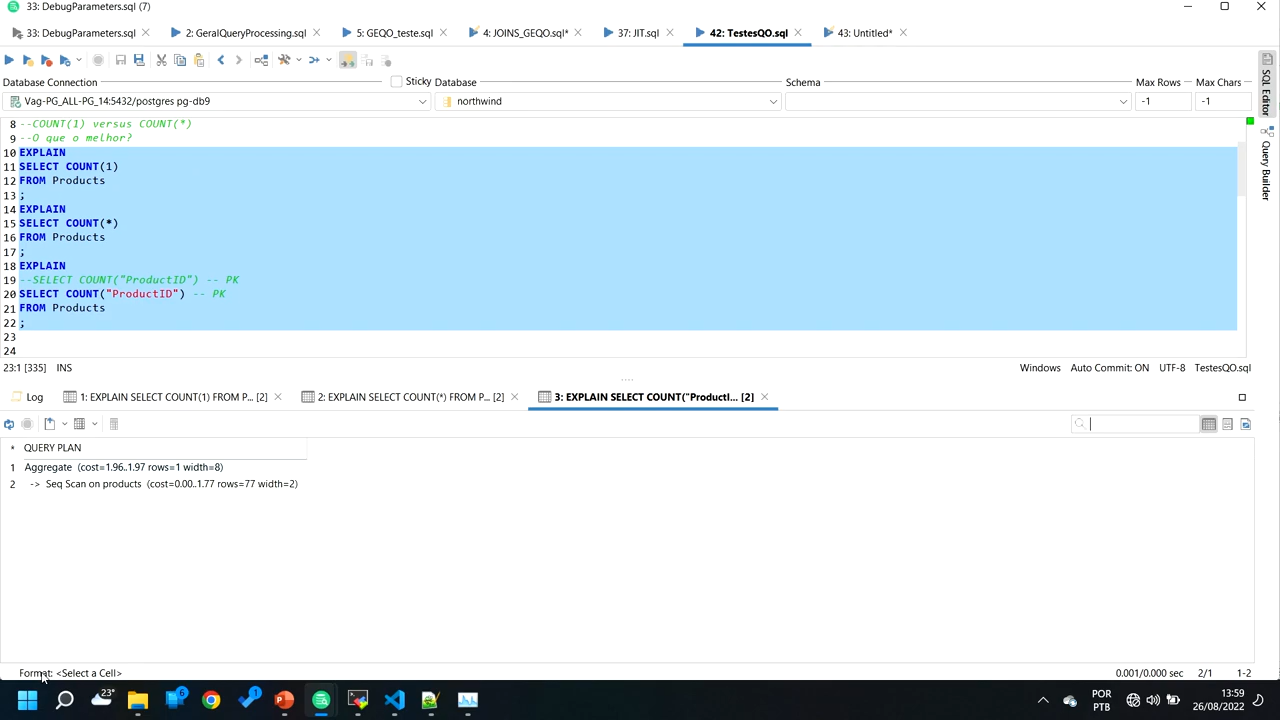 33: DebugParameters.sql (7)
33: DebugParameters.sql
2: GeralQueryProcessing.sql
5: GEQO_teste.sql
4: JOINS_GEQO.sql*
37: JIT.sql
42: TestesQO.sql
43: Untitled*
Database Connection
Sticky
Database
Schema
Max Rows
Max Chars
Vag-PG_ALL-PG_14:5432/postgres pg-db9
northwind
-1
-1
SQL Editor
Query Builder
8 --COUNT(1) versus COUNT(*)
9 --O que o melhor?
10 EXPLAIN
11 SELECT COUNT(1)
12 FROM Products
13 ;
14 EXPLAIN
15 SELECT COUNT(*)
16 FROM Products
17 ;
18 EXPLAIN
19 --SELECT COUNT("ProductID") -- PK
20 SELECT COUNT("ProductID") -- PK
21 FROM Products
22 ;
23
24
23:1 [335] INS
Windows Auto Commit: ON UTF-8 TestesQO.sql
Log
1: EXPLAIN SELECT COUNT(1) FROM P... [2]
2: EXPLAIN SELECT COUNT(*) FROM P... [2]
3: EXPLAIN SELECT COUNT("ProductI... [2]
* QUERY PLAN
1 Aggregate (cost=1.96..1.97 rows=1 width=8)
2 -> Seq Scan on products (cost=0.00..1.77 rows=77 width=2)
Format: <Select a Cell>
0.001/0.000 sec 2/1 1-2
23°
6
1
POR
PTB
13:59
26/08/2022